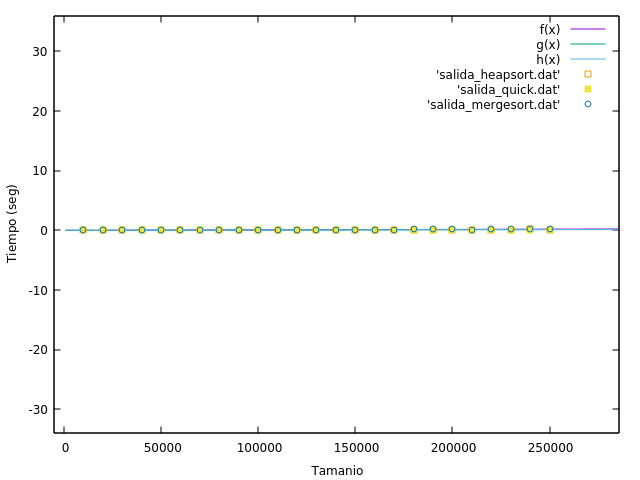 f(x)
g(x)
h(x)
'salida_heapsort.dat'
'salida_quick.dat'
'salida_mergesort.dat'
30
20
10
0
-10
-20
-30
Tiempo (seg)
0 50000 100000 150000 200000 250000
Tamanio